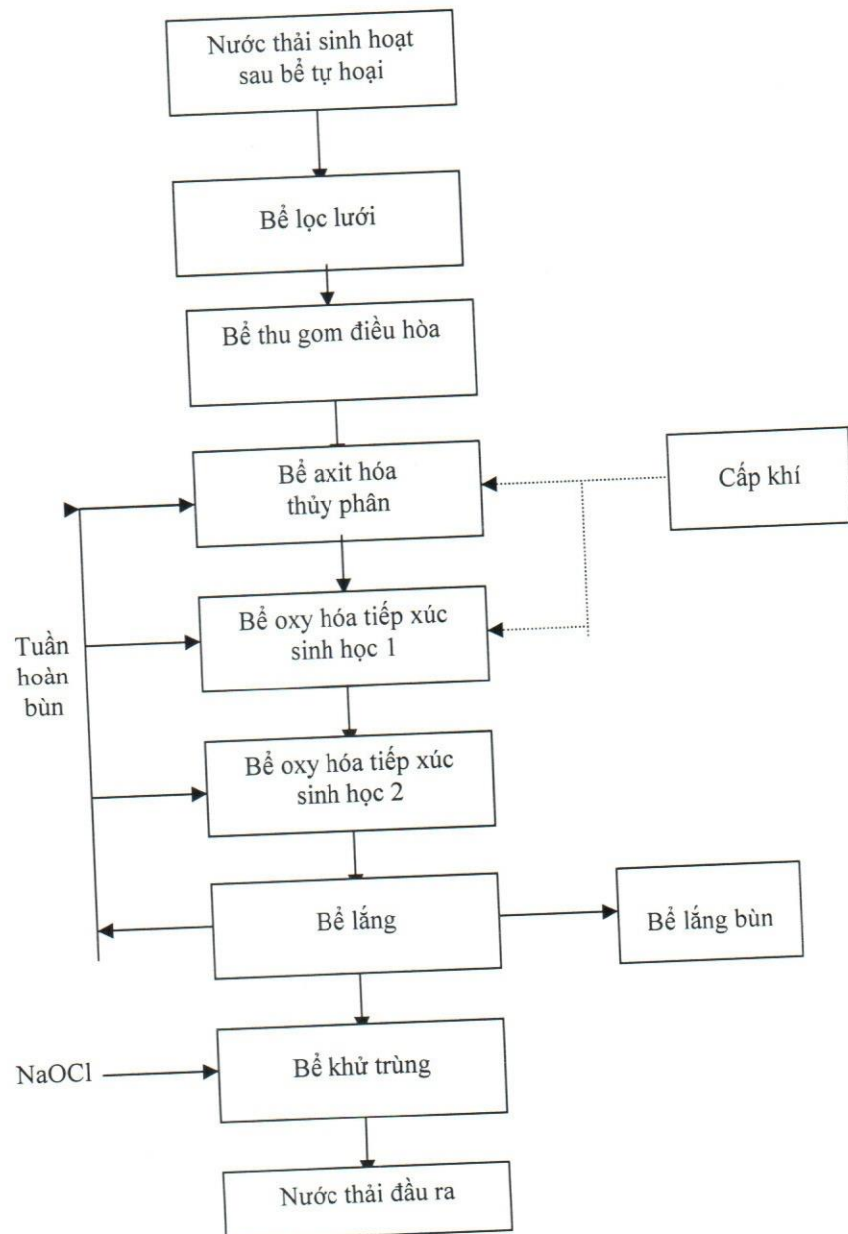 Nước thải sinh hoạt
sau bể tự hoại
Bể lọc lưới
Bể thu gom điều hòa
Bể axit hóa
thủy phân
Cấp khí
Bể oxy hóa tiếp xúc
sinh học 1
Tuần
hoàn
bùn
Bể oxy hóa tiếp xúc
sinh học 2
Bể lắng
Bể lắng bùn
NaOCl
Bể khử trùng
Nước thải đầu ra